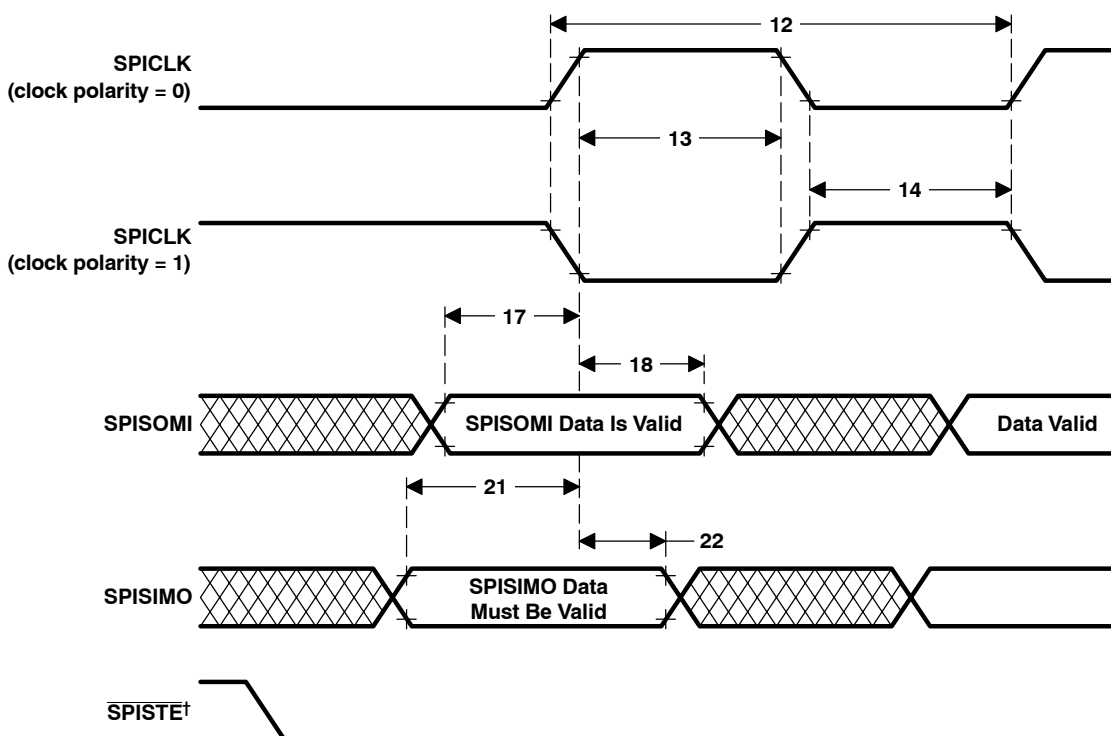 12
SPICLK
(clock polarity = 0)
13
14
SPICLK
(clock polarity = 1)
17
18
SPISOMI
SPISOMI Data Is Valid
Data Valid
21
22
SPISIMO
SPISIMO Data
Must Be Valid
SPISTE†